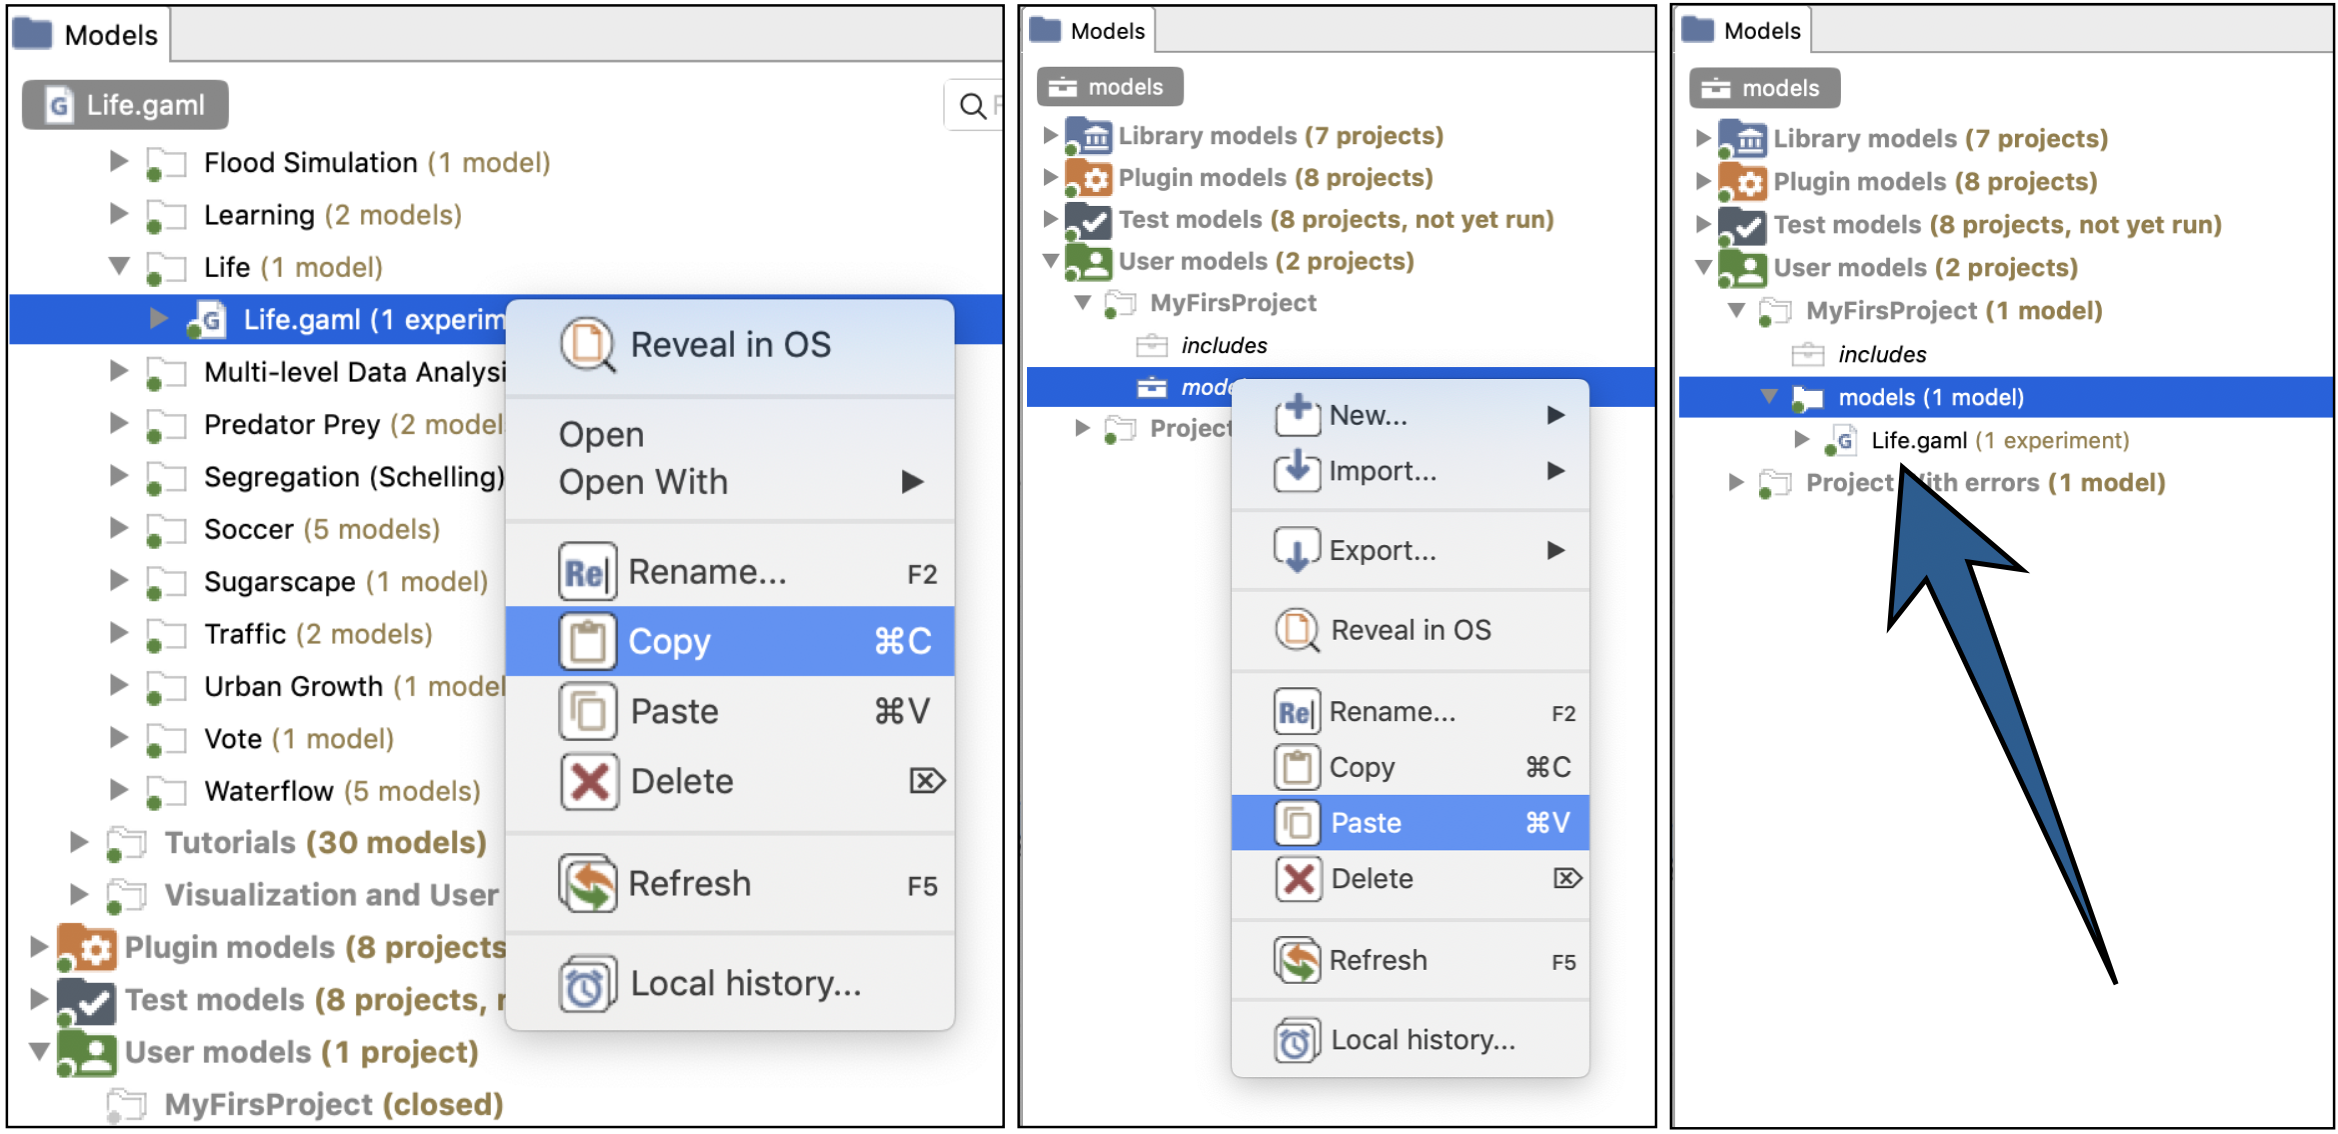 Models
Life.gaml
Flood Simulation (1 model)
Learning (2 models)
Life (1 model)
Life.gaml (1 experim
Multi-level Data Analysi
Predator Prey (2 model
Segregation (Schelling)
Soccer (5 models)
Sugarscape (1 model)
Traffic (2 models)
Urban Growth (1 model
Vote (1 model)
Waterflow (5 models)
Tutorials (30 models)
Visualization and User
Plugin models (8 projects
Test models (8 projects, r
User models (1 project)
MyFirsProject (closed)
Reveal in OS
Open
Open With
Rename... F2
Copy ⌘C
Paste ⌘V
Delete ⌦
Refresh F5
Local history...
Models
models
Library models (7 projects)
Plugin models (8 projects)
Test models (8 projects, not yet run)
User models (2 projects)
MyFirsProject
includes
mode
Project
New...
Import...
Export...
Reveal in OS
Rename... F2
Copy ⌘C
Paste ⌘V
Delete ⌦
Refresh F5
Local history...
Models
models
Library models (7 projects)
Plugin models (8 projects)
Test models (8 projects, not yet run)
User models (2 projects)
MyFirsProject (1 model)
includes
models (1 model)
Life.gaml (1 experiment)
Project ith errors (1 model)